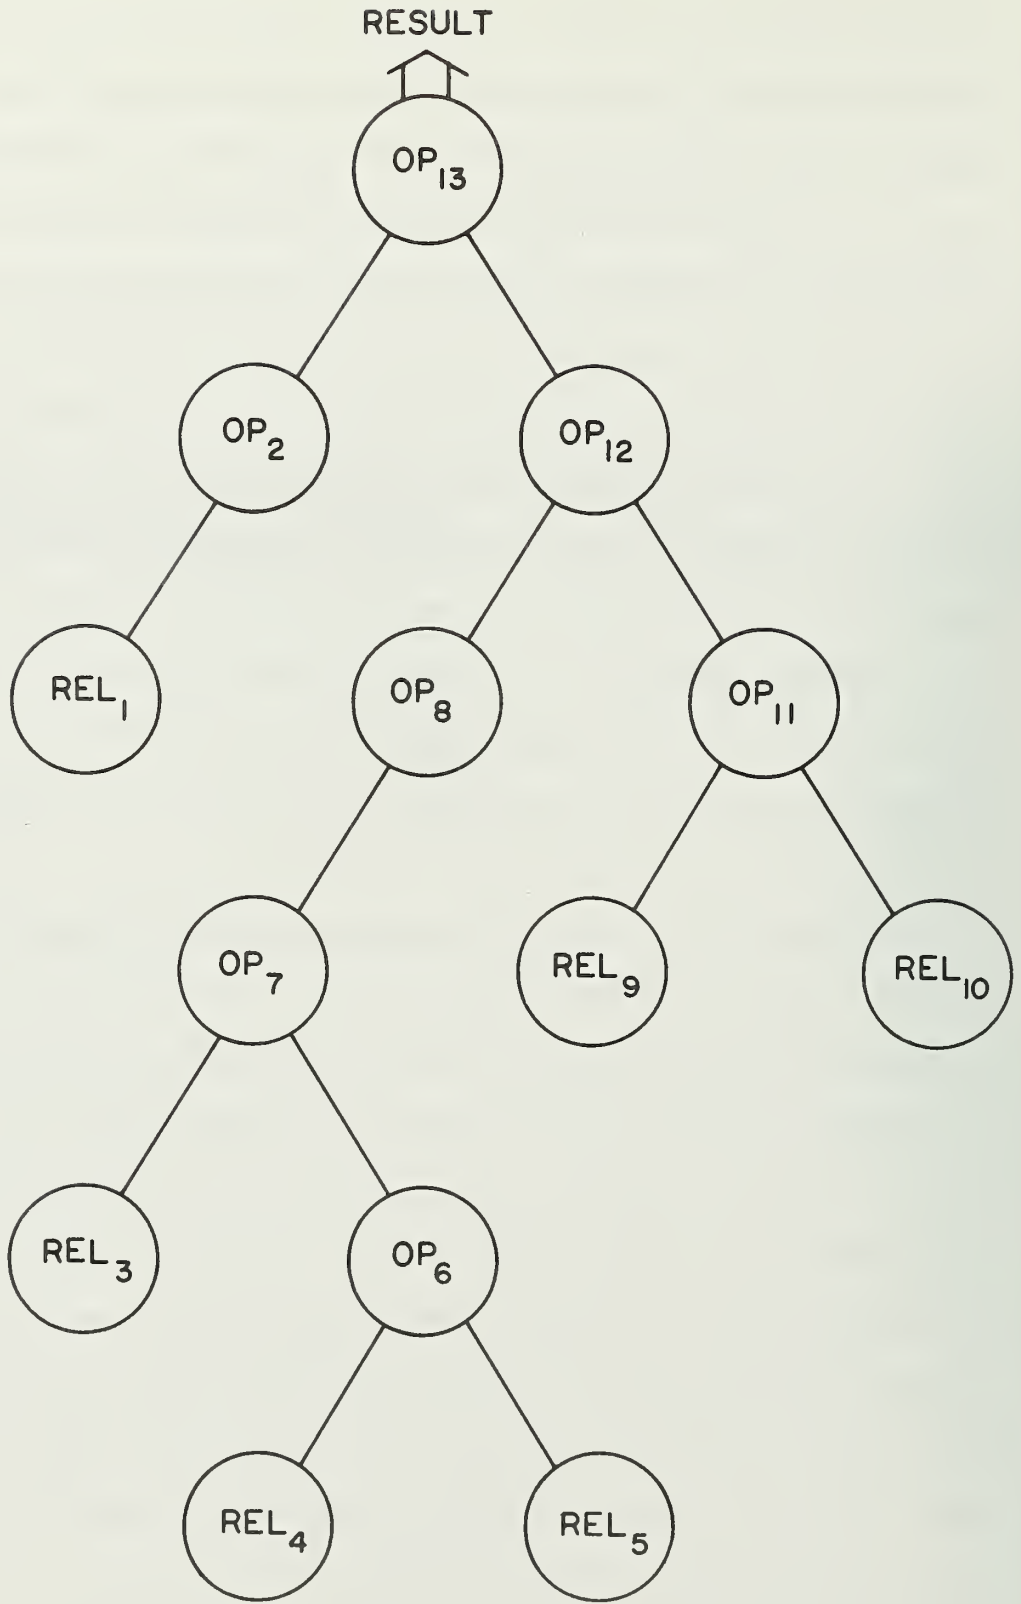 RESULT
OP13
OP2
OP12
REL1
OP8
OP11
OP7
REL9
REL10
REL3
OP6
REL4
REL5